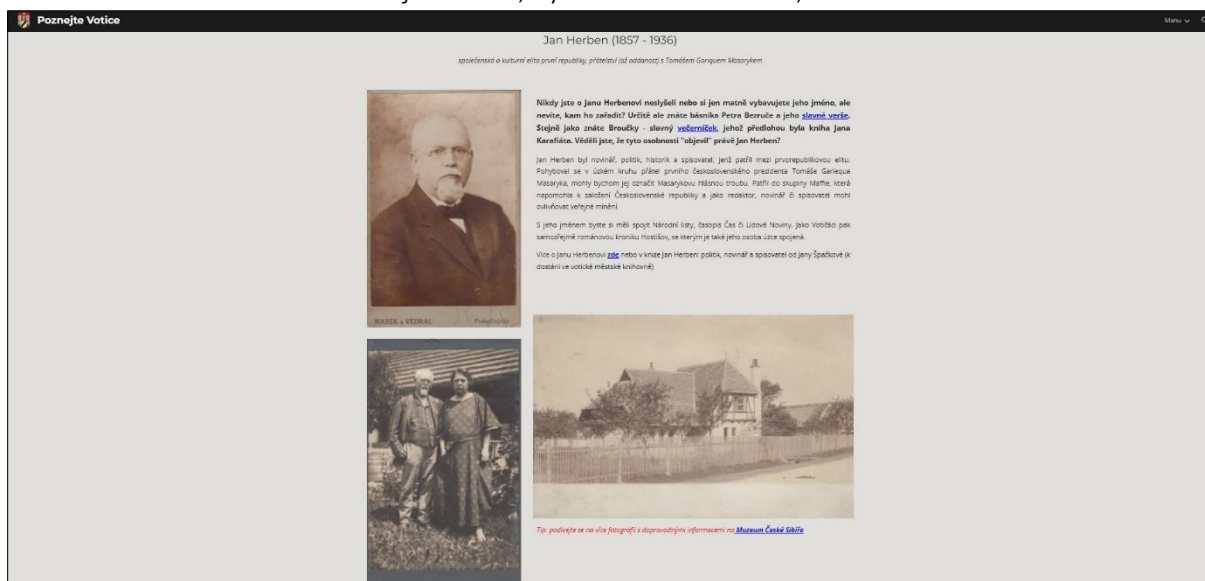 Poznejte Votice
Menu
Jan Herben (1857 - 1936)
společenská a kulturní elita první republiky, přátelství (až oddanost) s Tomášem Garriquem Masarykem
Nikdy jste o Janu Herbenovi neslyšeli nebo si jen matně vybavujete jeho jméno, ale
nevíte, kam ho zařadit? Určitě ale znáte básníka Petra Bezruče a jeho slavné verše.
Stejně jako znáte Broučky - slavný večerníček, jehož předlohou byla kniha Jana
Karafiáta. Věděli jste, že tyto osobnosti "objevil" právě Jan Herben?
Jan Herben byl novinář, politik, historik a spisovatel, jenž patřil mezi prvorepublikovou elitu.
Pohyboval se v úzkém kruhu přátel prvního československého prezidenta Tomáše Garriqua
Masaryka, mohly bychom jej označit Masarykovu hlásnou troubu. Patřil do skupiny Maffie, která
napomohla k založení Československé republiky a jako redaktor, novinář či spisovatel mohl
ovlivňovat veřejné mínění.
S jeho jménem byste si měli spojit Národní listy, časopis Čas či Lidové Noviny. Jako Votičáci pak
samozřejmě románovou kroniku Hostišov, se kterým je také jeho osoba úzce spojená.
Více o Janu Herbenovi zde nebo v knize Jan Herben: politik, novinář a spisovatel od Jany Špačkové (k
dostání ve votické městské knihovně)
MAREK a VEDRAL
Tip: podívejte se na více fotografií s doprovodnými informacemi na Muzeum České Sibiře